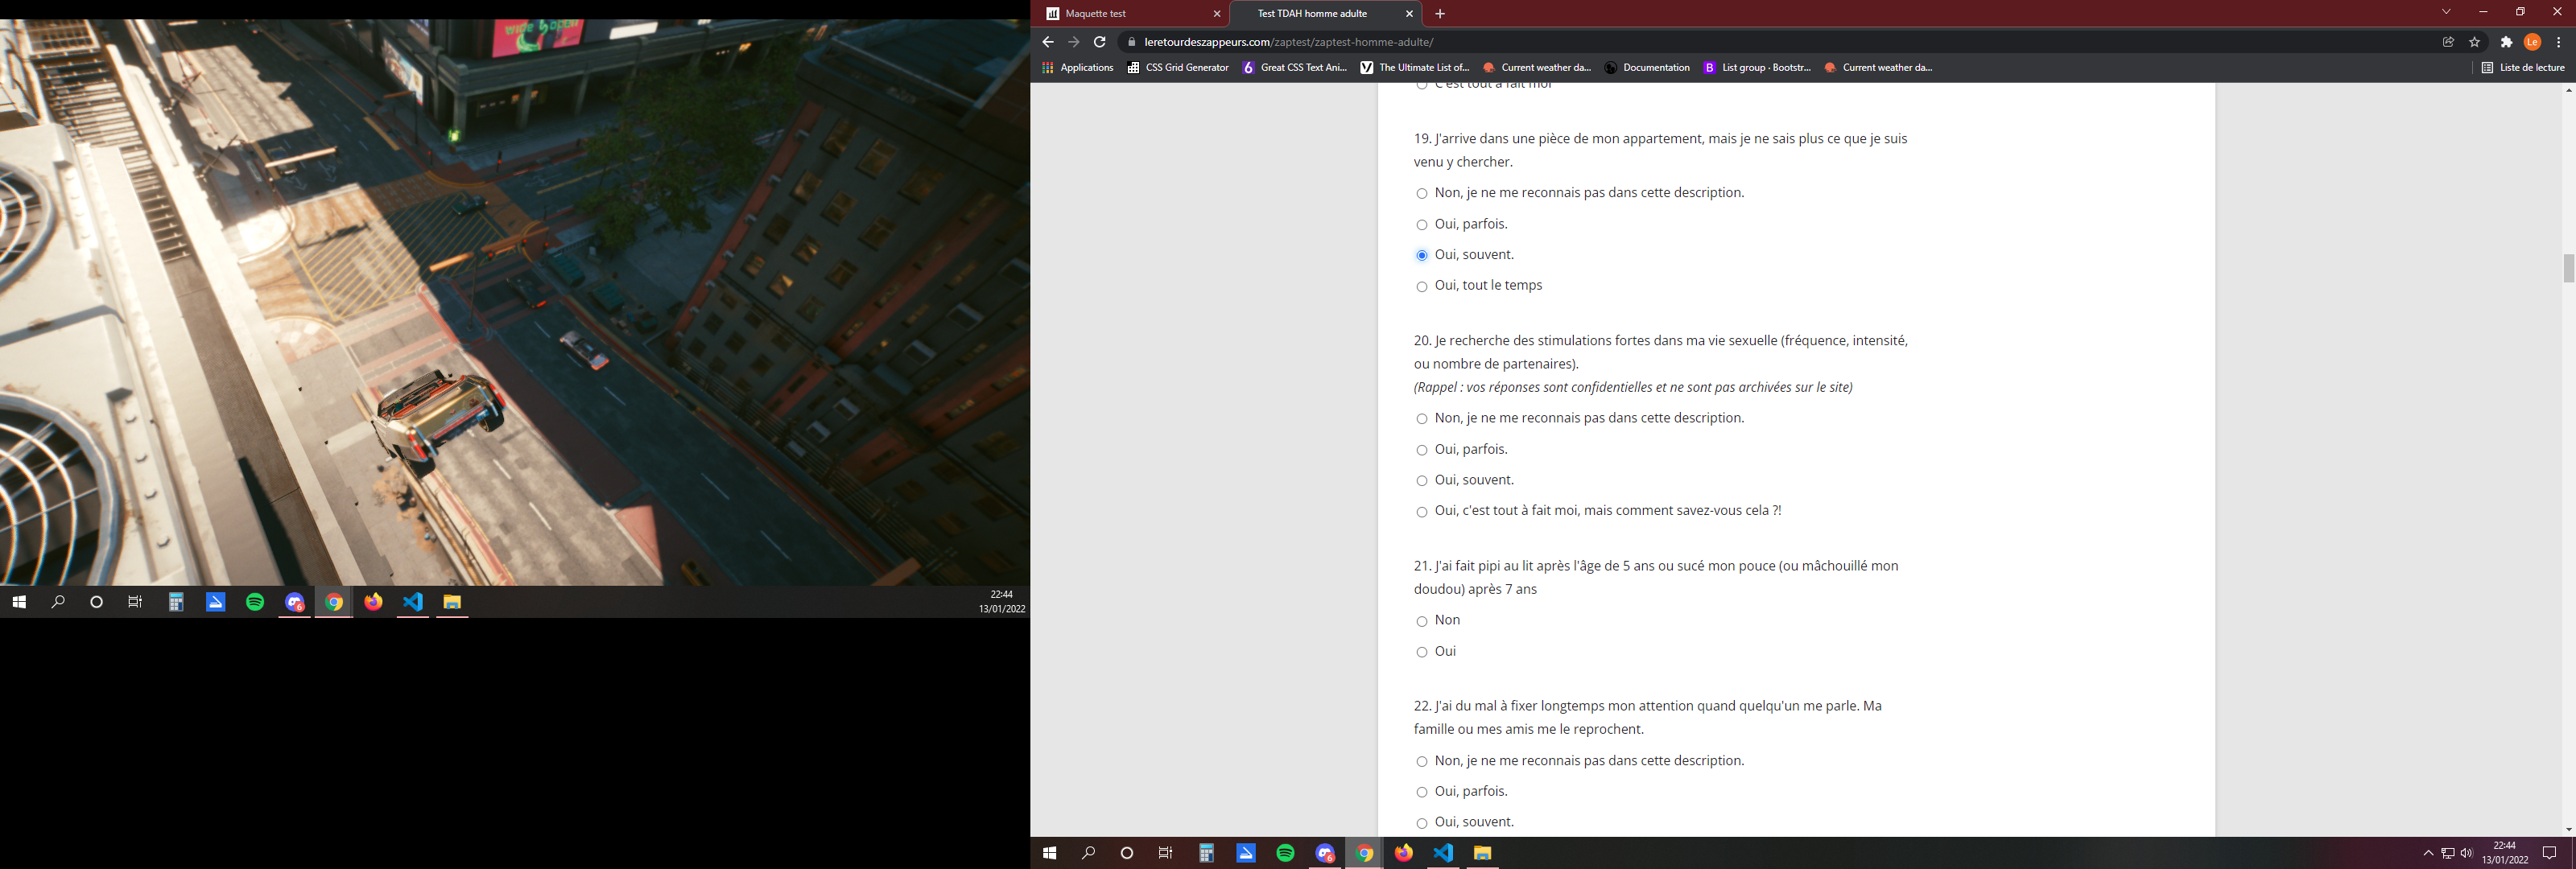 wide & open
22:44
13/01/2022
6
Maquette test
Test TDAH homme adulte
leretourdeszappeurs.com/zaptest/zaptest-homme-adulte/
Le
Applications
CSS Grid Generator
Great CSS Text Ani...
The Ultimate List of...
Current weather da...
Documentation
List group · Bootstr...
Current weather da...
Liste de lecture
C'est tout à fait moi
19. J'arrive dans une pièce de mon appartement, mais je ne sais plus ce que je suis
venu y chercher.
Non, je ne me reconnais pas dans cette description.
Oui, parfois.
Oui, souvent.
Oui, tout le temps
20. Je recherche des stimulations fortes dans ma vie sexuelle (fréquence, intensité,
ou nombre de partenaires).
(Rappel : vos réponses sont confidentielles et ne sont pas archivées sur le site)
Non, je ne me reconnais pas dans cette description.
Oui, parfois.
Oui, souvent.
Oui, c'est tout à fait moi, mais comment savez-vous cela ?!
21. J'ai fait pipi au lit après l'âge de 5 ans ou sucé mon pouce (ou mâchouillé mon
doudou) après 7 ans
Non
Oui
22. J'ai du mal à fixer longtemps mon attention quand quelqu'un me parle. Ma
famille ou mes amis me le reprochent.
Non, je ne me reconnais pas dans cette description.
Oui, parfois.
Oui, souvent.
6
22:44
13/01/2022